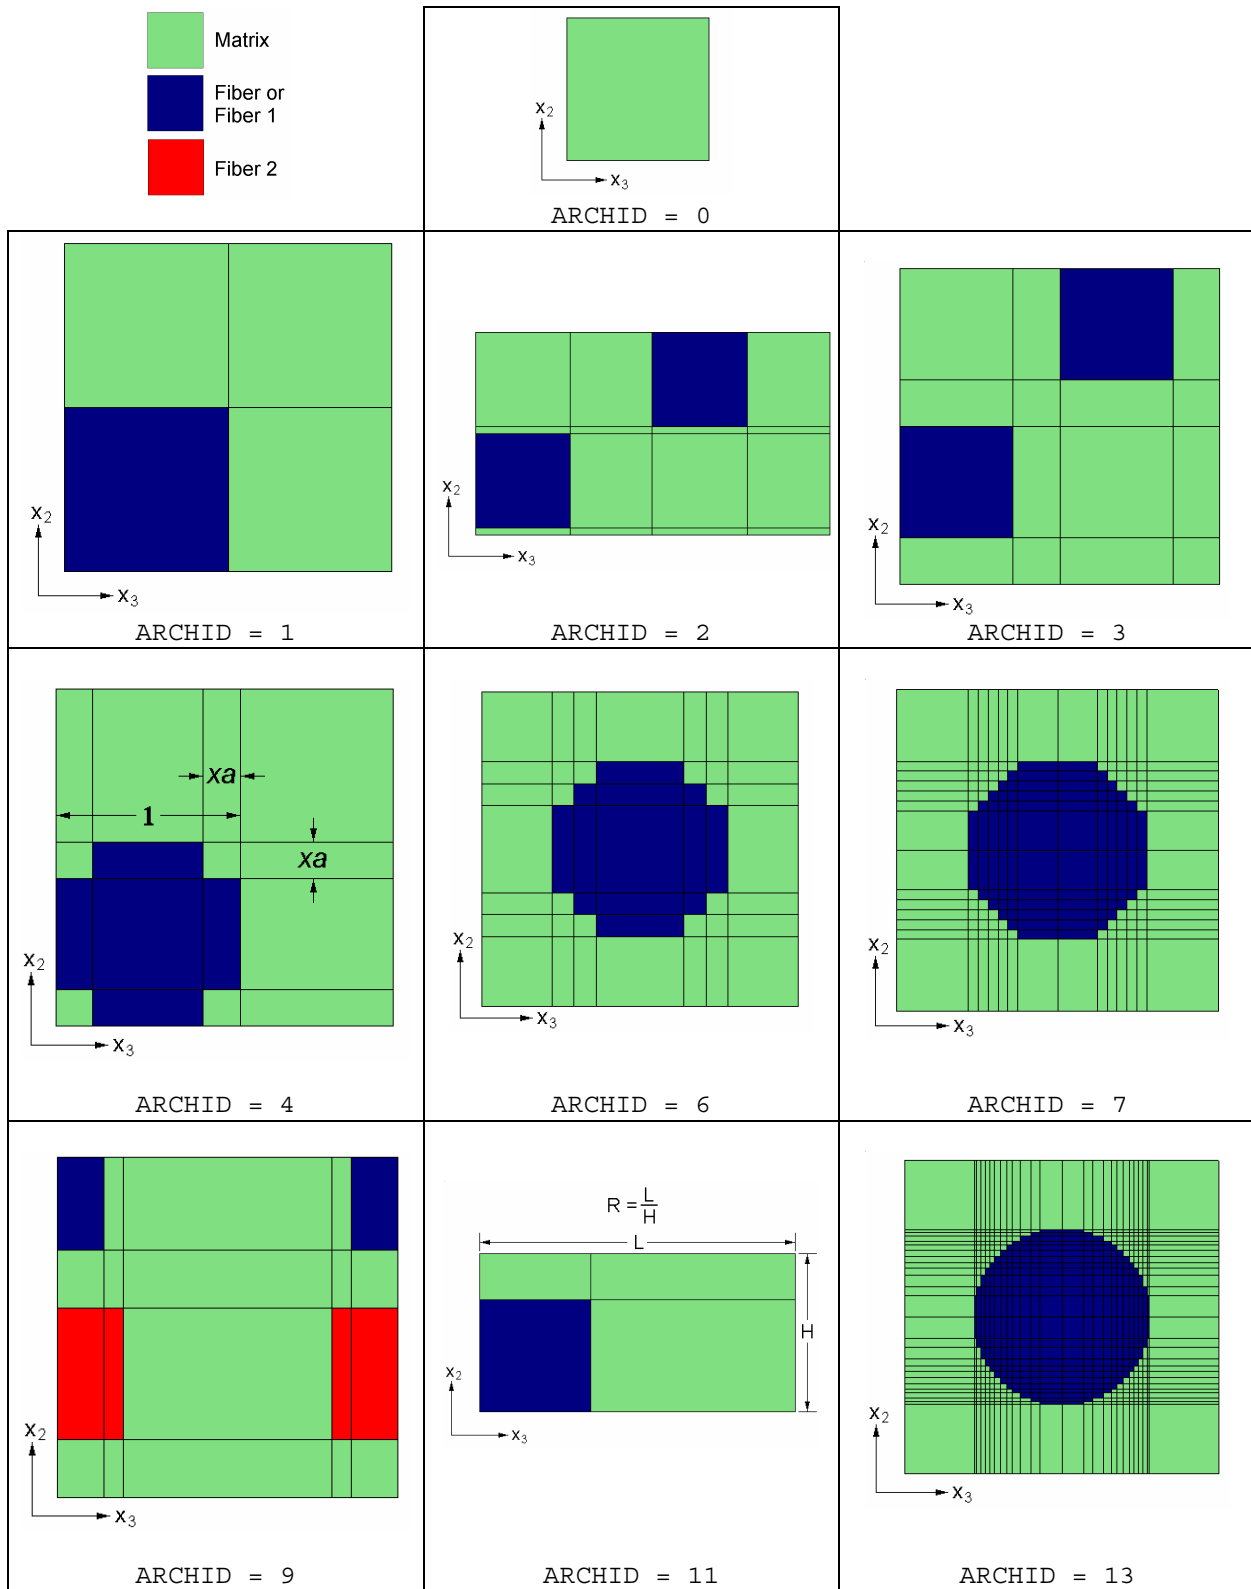 Matrix
Fiber or
Fiber 1
Fiber 2
x2
x3
ARCHID = 0
x2
x3
ARCHID = 1
x2
x3
ARCHID = 2
x2
x3
ARCHID = 3
xa
1
xa
x2
x3
ARCHID = 4
x2
x3
ARCHID = 6
x2
x3
ARCHID = 7
x2
x3
ARCHID = 9
R = L/H
L
H
x2
x3
ARCHID = 11
x2
x3
ARCHID = 13